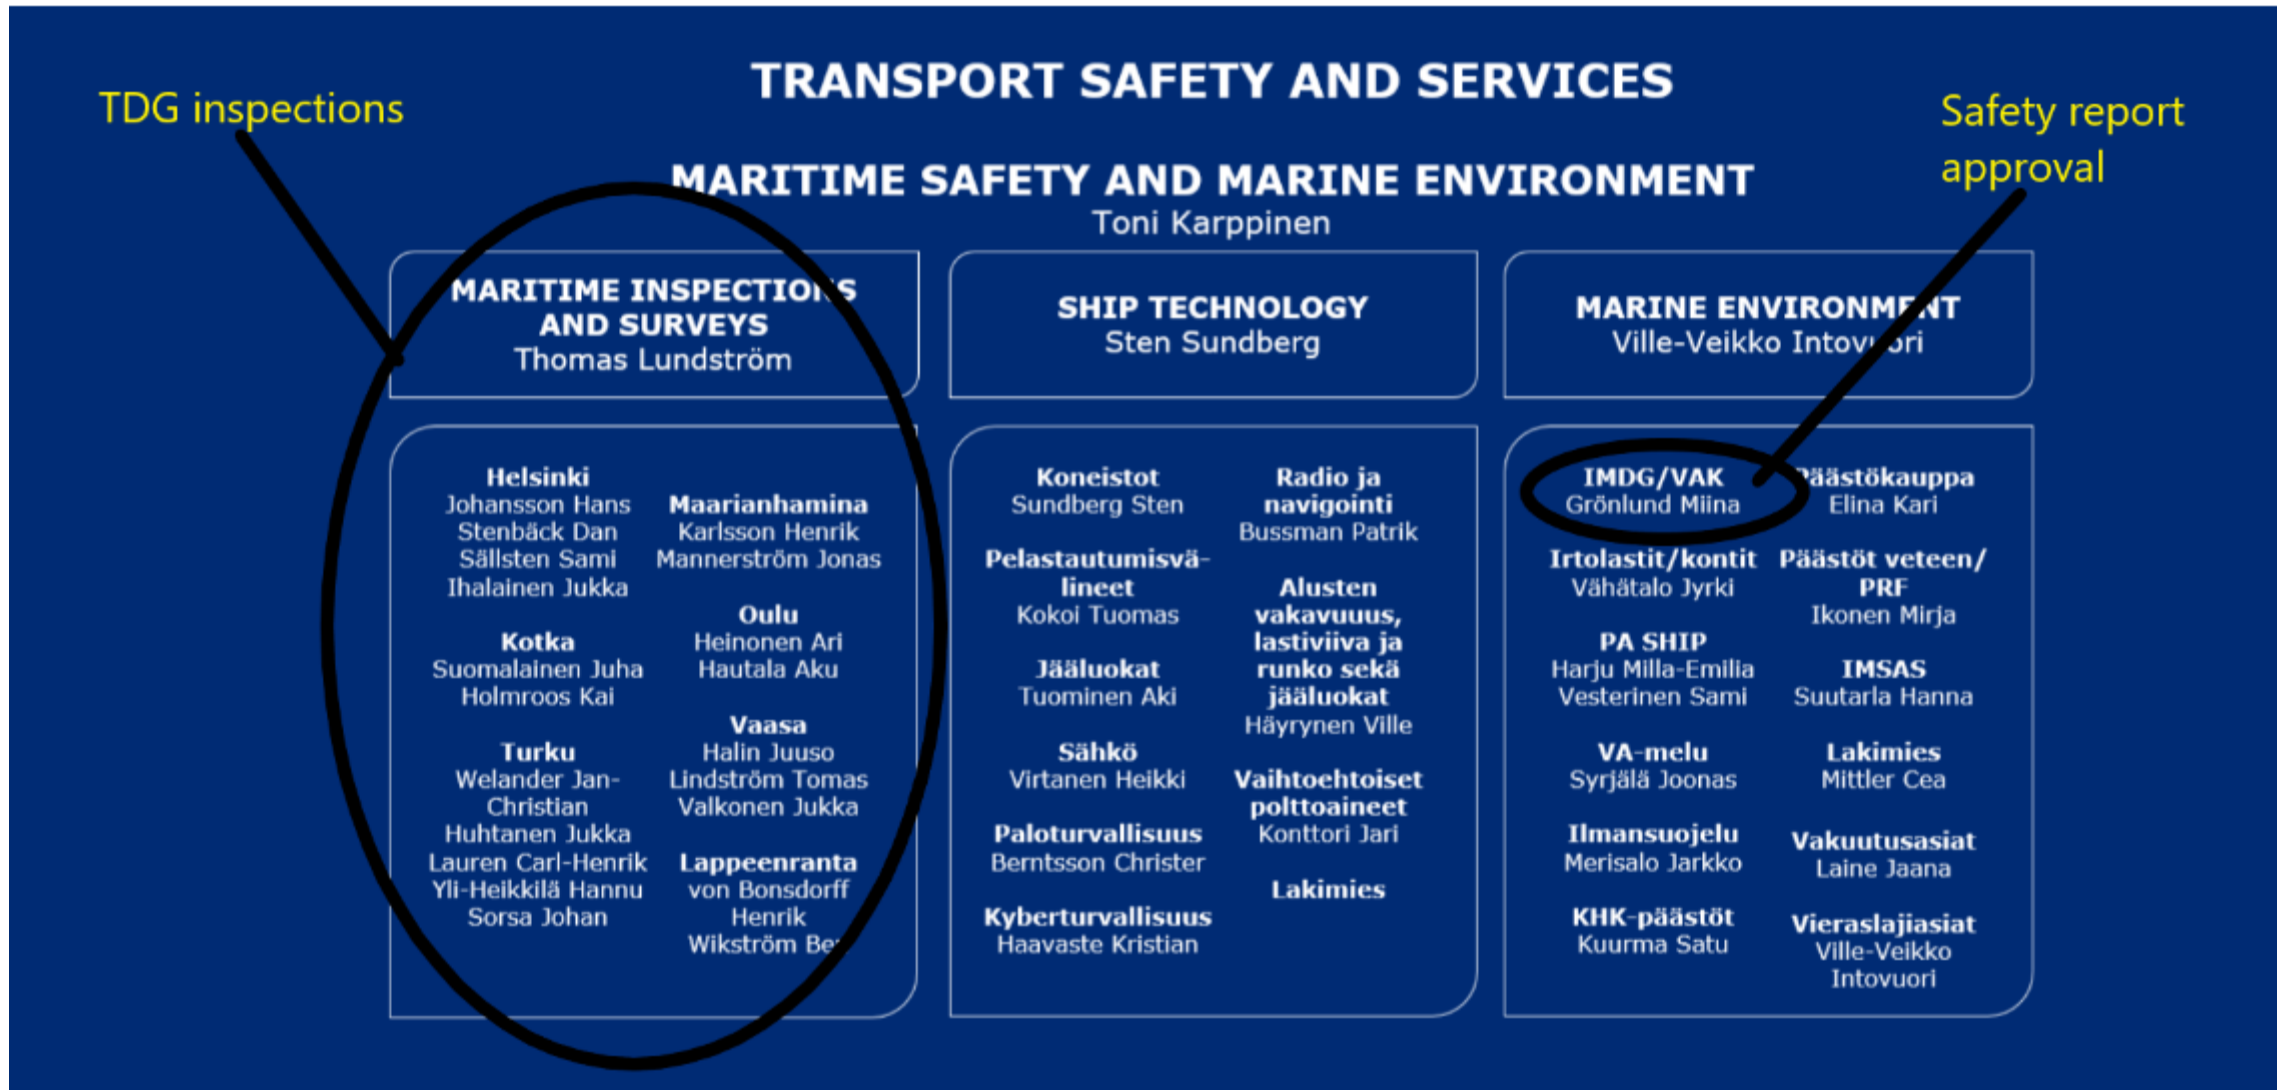 TRANSPORT SAFETY AND SERVICES
TDG inspections
Safety report
approval
MARITIME SAFETY AND MARINE ENVIRONMENT
Toni Karppinen
MARITIME INSPECTIONS
AND SURVEYS
Thomas Lundström
SHIP TECHNOLOGY
Sten Sundberg
MARINE ENVIRONMENT
Ville-Veikko Intovuori
Helsinki
Johansson Hans
Stenbäck Dan
Sällsten Sami
Ihalainen Jukka
Kotka
Suomalainen Juha
Holmroos Kai
Turku
Welander Jan-
Christian
Huhtanen Jukka
Lauren Carl-Henrik
Yli-Heikkilä Hannu
Sorsa Johan
Maarianhamina
Karlsson Henrik
Mannerström Jonas
Oulu
Heinonen Ari
Hautala Aku
Vaasa
Halin Juuso
Lindström Tomas
Valkonen Jukka
Lappeenranta
von Bonsdorff
Henrik
Wikström
Koneistot
Sundberg Sten
Pelastautumisvä-
lineet
Kokoi Tuomas
Jääluokat
Tuominen Aki
Sähkö
Virtanen Heikki
Paloturvallisuus
Berntsson Christer
Kyberturvallisuus
Haavaste Kristian
Radio ja
navigointi
Bussman Patrik
Alusten
vakavuuus,
lastiviiva ja
runko sekä
jääluokat
Häyrynen Ville
Vaihtoehtoiset
polttoaineet
Konttori Jari
Lakimies
IMDG/VAK
Grönlund Miina
Irtolastit/kontit
Vähätalo Jyrki
PA SHIP
Harju Milla-Emilia
Vesterinen Sami
VA-melu
Syrjälä Joonas
Ilmansuojelu
Merisalo Jarkko
KHK-päästöt
Kuurma Satu
Päästökauppa
Elina Kari
Päästöt veteen/
PRF
Ikonen Mirja
IMSAS
Suutarla Hanna
Lakimies
Mittler Cea
Vakuutusasiat
Laine Jaana
Vieraslajiasiat
Ville-Veikko
Intovuori